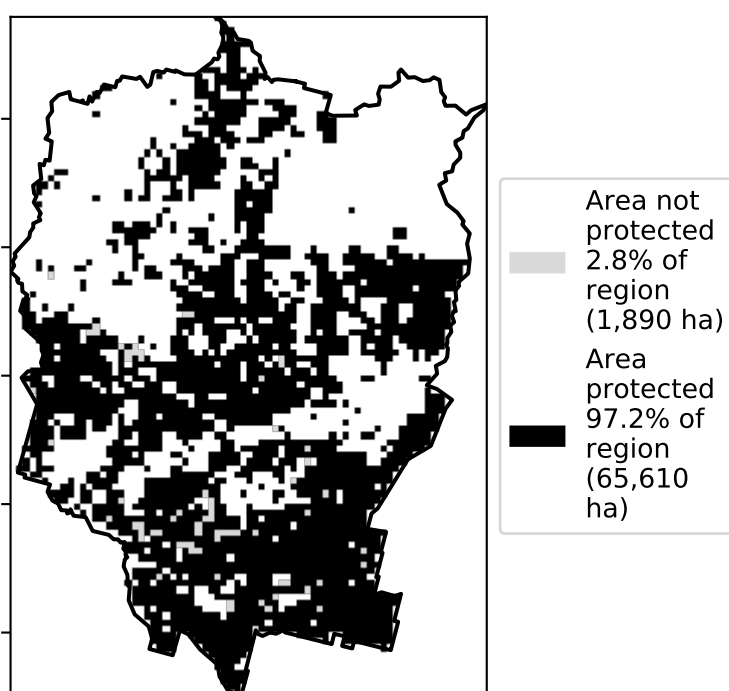 Area not
protected
2.8% of
region
(1,890 ha)
Area
protected
97.2% of
region
(65,610
ha)